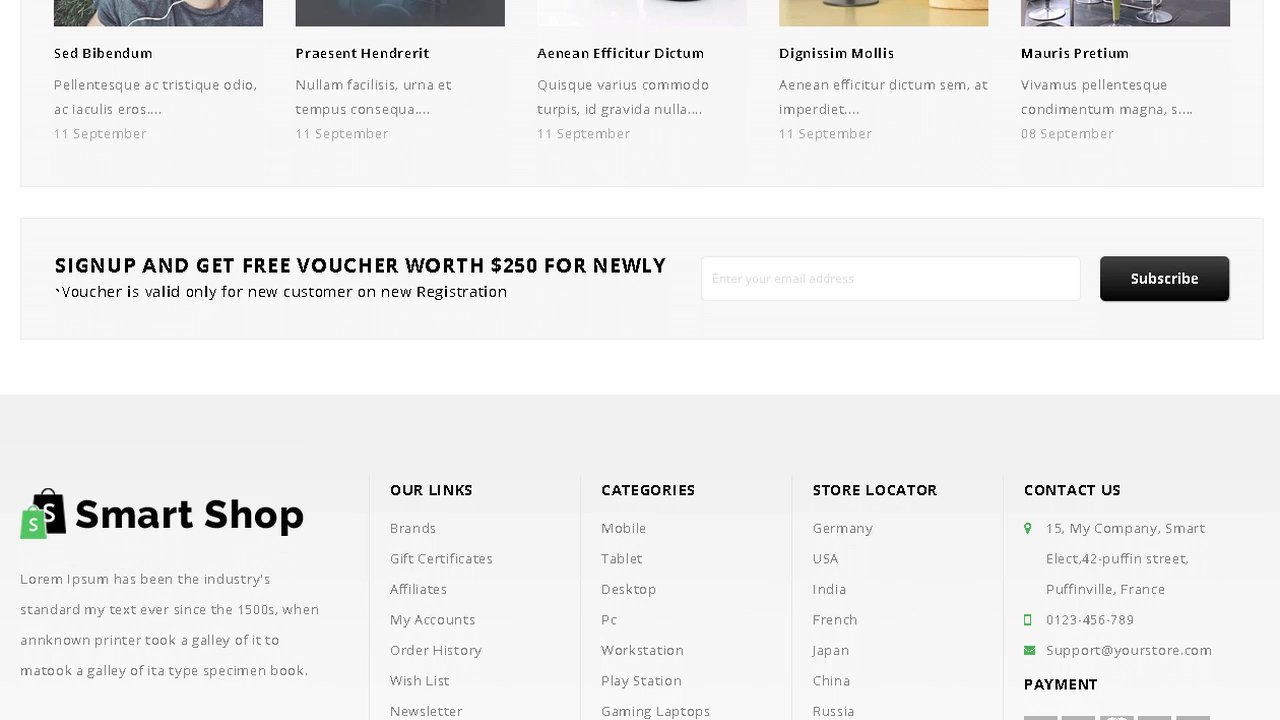 Sed Bibendum
Pellentesque ac tristique odio,
ac iaculis eros....
11 September
Praesent Hendrerit
Nullam facilisis, urna et
tempus consequa....
11 September
Aenean Efficitur Dictum
Quisque varius commodo
turpis, id gravida nulla....
11 September
Dignissim Mollis
Aenean efficitur dictum sem, at
imperdiet....
11 September
Mauris Pretium
Vivamus pellentesque
condimentum magna, s....
08 September
SIGNUP AND GET FREE VOUCHER WORTH $250 FOR NEWLY
*Voucher is valid only for new customer on new Registration
Enter your email address
Subscribe
S S Smart Shop
Lorem Ipsum has been the industry's
standard my text ever since the 1500s, when
annknown printer took a galley of it to
matook a galley of ita type specimen book.
OUR LINKS
Brands
Gift Certificates
Affiliates
My Accounts
Order History
Wish List
Newsletter
CATEGORIES
Mobile
Tablet
Desktop
Pc
Workstation
Play Station
Gaming Laptops
STORE LOCATOR
Germany
USA
India
French
Japan
China
Russia
CONTACT US
15, My Company, Smart
Elect,42-puffin street,
Puffinville, France
0123-456-789
Support@yourstore.com
PAYMENT